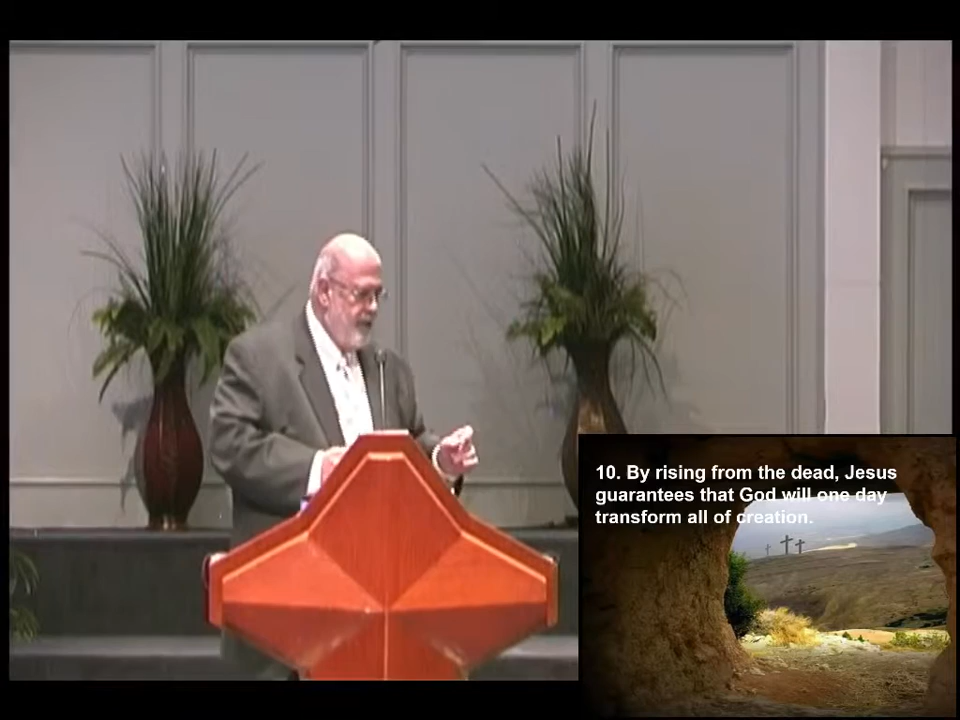 10. By rising from the dead, Jesus
guarantees that God will one day
transform all of creation.